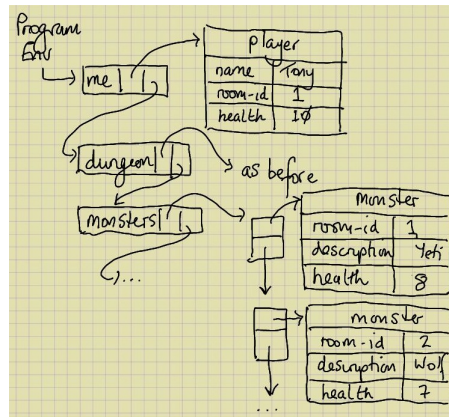 Program
Env
me
player
name Tony
room-id 1
health 10
dungeon
as before
monsters
...
monster
room-id 1
description Yeti
health 8
monster
room-id 2
description Wolf
health 7
...